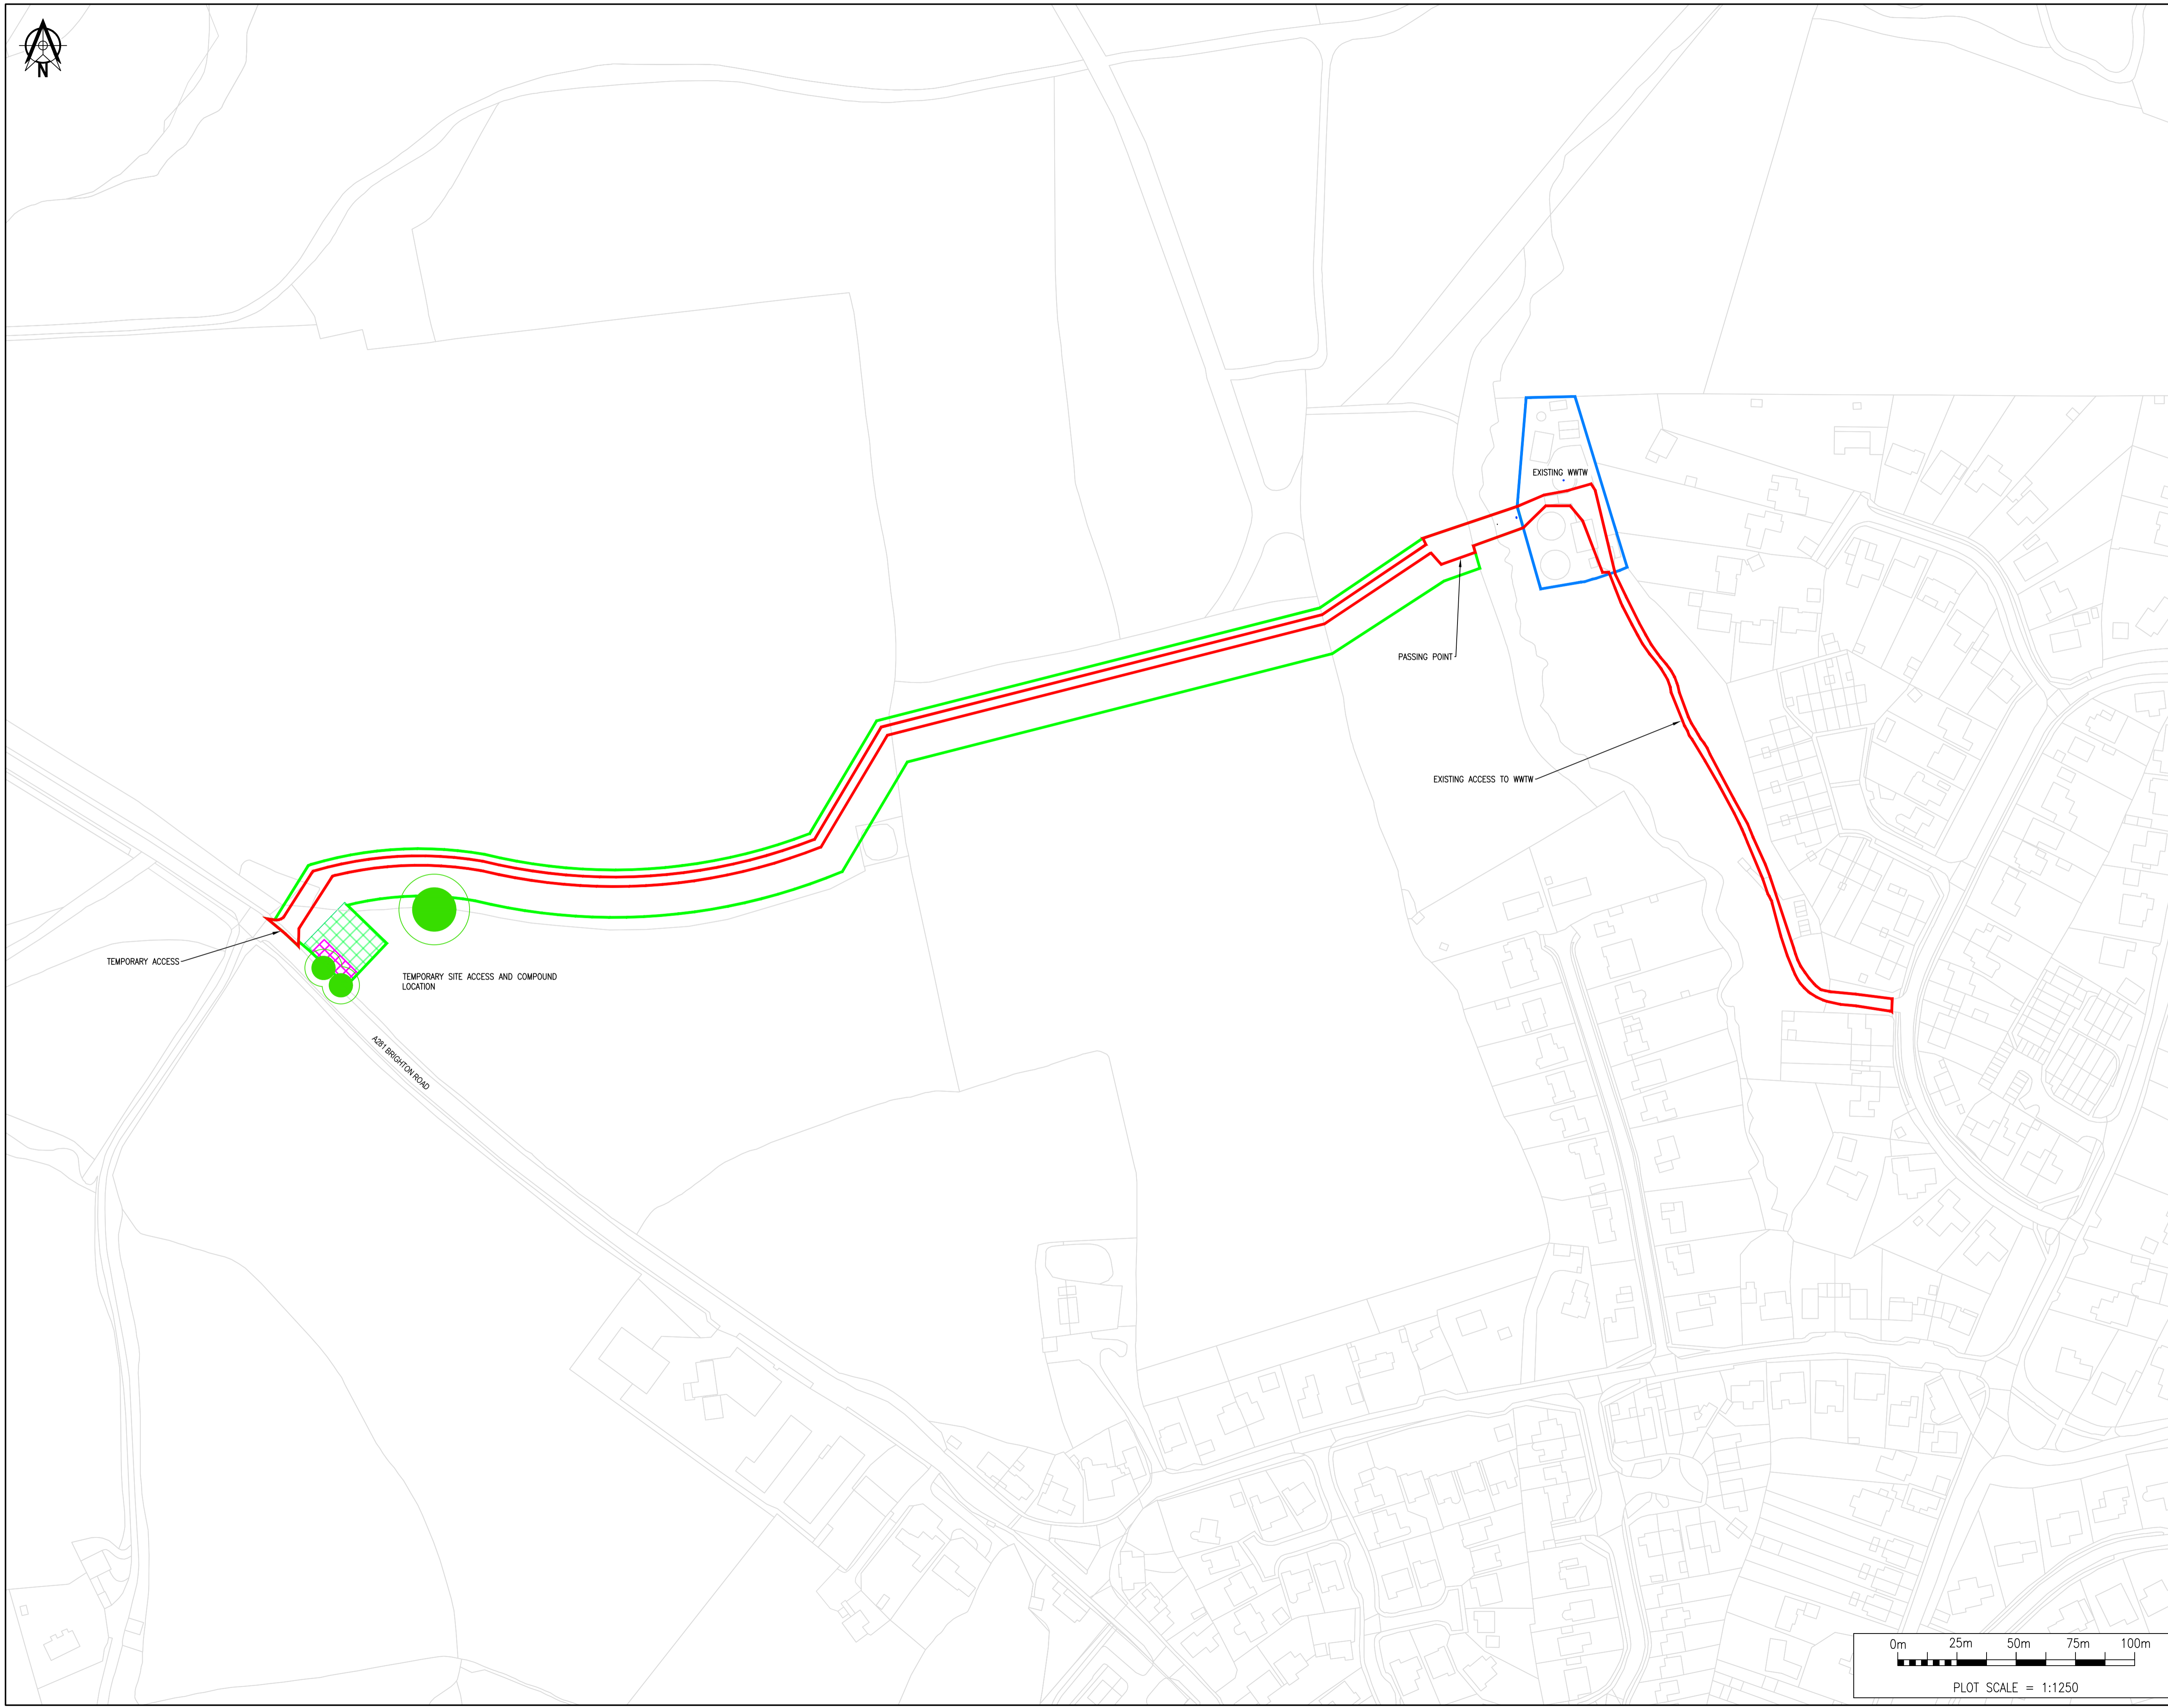 N
EXISTING WWTW
PASSING POINT
EXISTING ACCESS TO WWTW
TEMPORARY ACCESS
TEMPORARY SITE ACCESS AND COMPOUND
LOCATION
A281 BRIGHTON ROAD
0m 25m 50m 75m 100m
PLOT SCALE = 1:1250